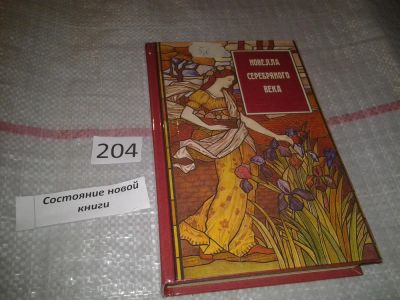 НОВЕЛЛА
СЕРЕБРЯНОГО
ВЕКА
204
Состояние новой
книги